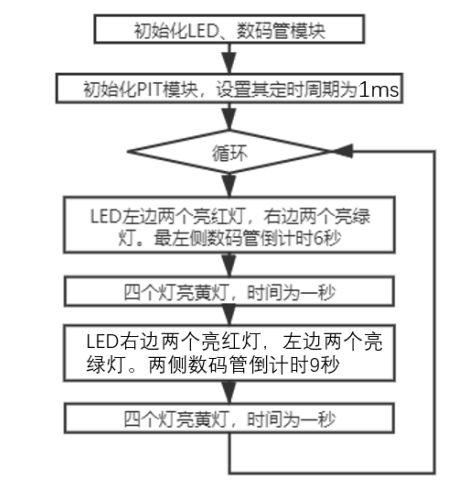 初始化LED、数码管模块
初始化PIT模块，设置其定时周期为1ms
循环
LED左边两个亮红灯，右边两个亮绿
灯。最左侧数码管倒计时6秒
四个灯亮黄灯，时间为一秒
LED右边两个亮红灯，左边两个亮
绿灯。两侧数码管倒计时9秒
四个灯亮黄灯，时间为一秒